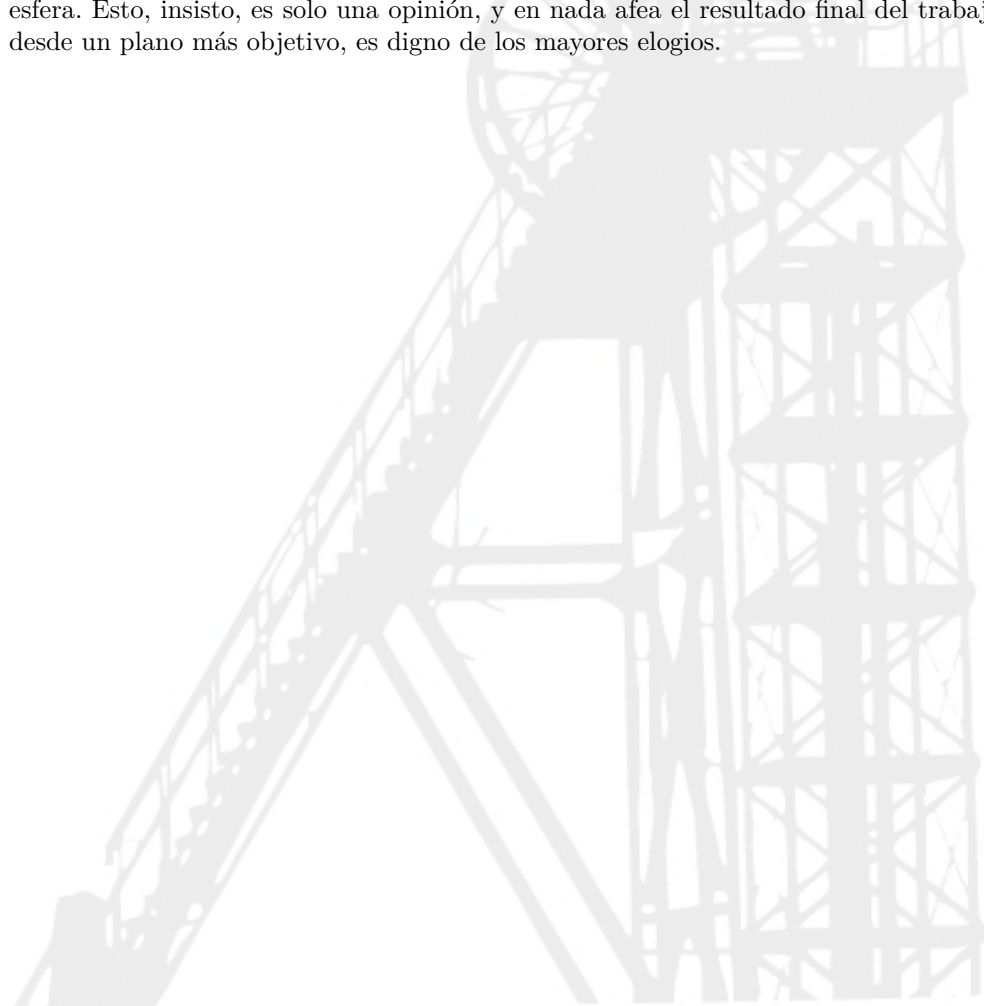 esfera. Esto, insisto, es solo una opinión, y en nada afea el resultado final del trabaj
desde un plano más objetivo, es digno de los mayores elogios.